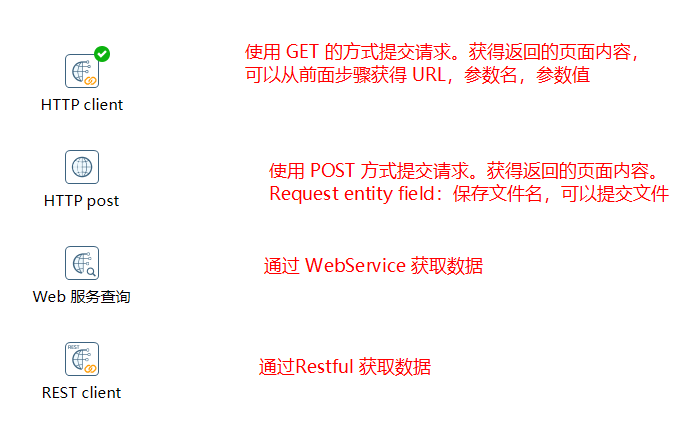 使用 GET 的方式提交请求。获得返回的页面内容，
可以从前面步骤获得 URL，参数名，参数值
HTTP client
使用 POST 方式提交请求。获得返回的页面内容。
Request entity field：保存文件名，可以提交文件
HTTP post
通过 WebService 获取数据
Web 服务查询
REST
通过Restful 获取数据
REST client